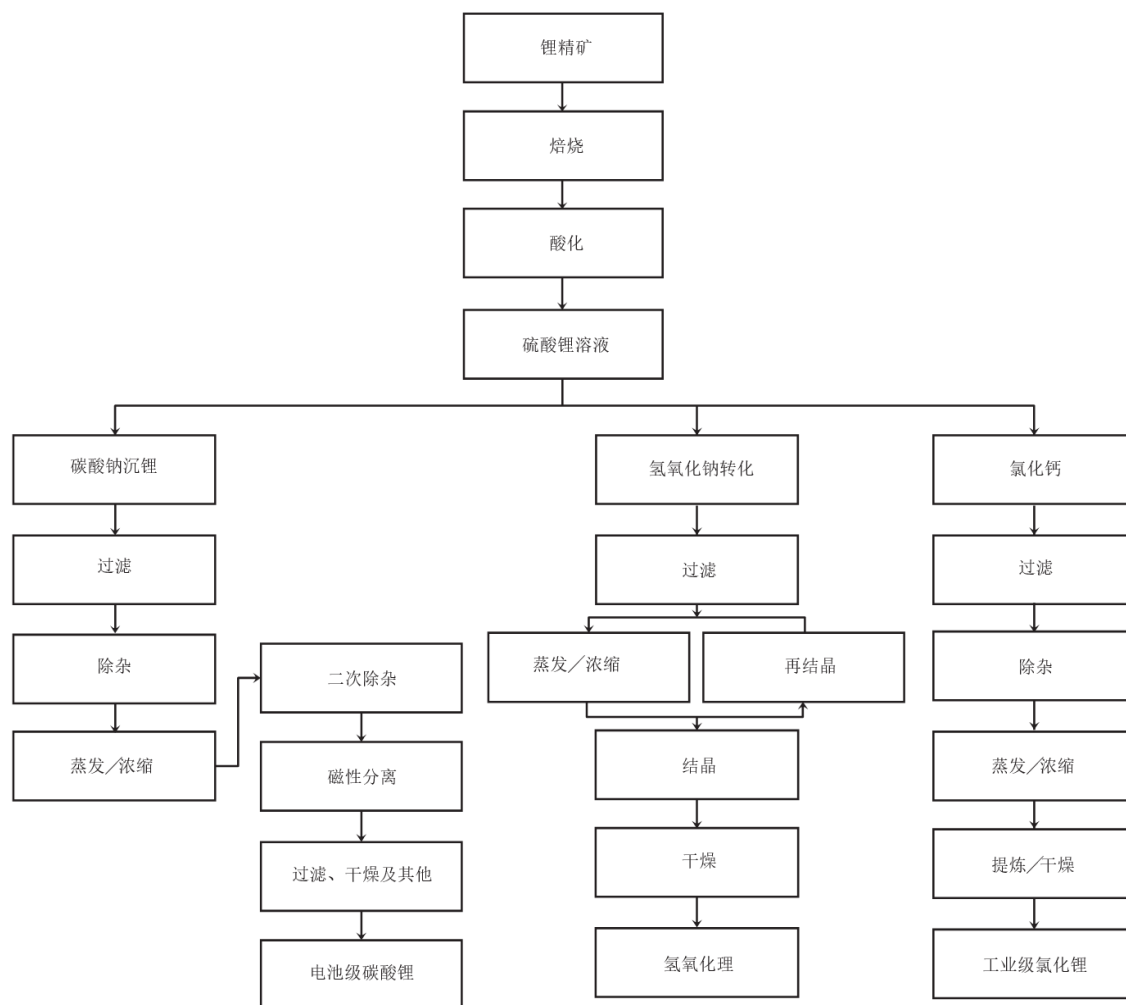 锂精矿
焙烧
酸化
硫酸锂溶液
碳酸钠沉锂
过滤
除杂
蒸发／浓缩
二次除杂
磁性分离
过滤、干燥及其他
电池级碳酸锂
氢氧化钠转化
过滤
蒸发／浓缩
再结晶
结晶
干燥
氢氧化理
氯化钙
过滤
除杂
蒸发／浓缩
提炼／干燥
工业级氯化锂